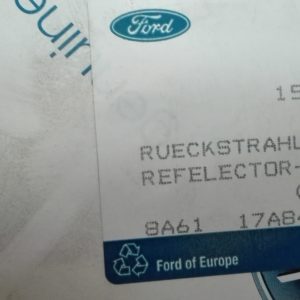 Ford
15
RUECKSTRAHL
REFELECTOR-
8A61 17A8
Ford of Europe